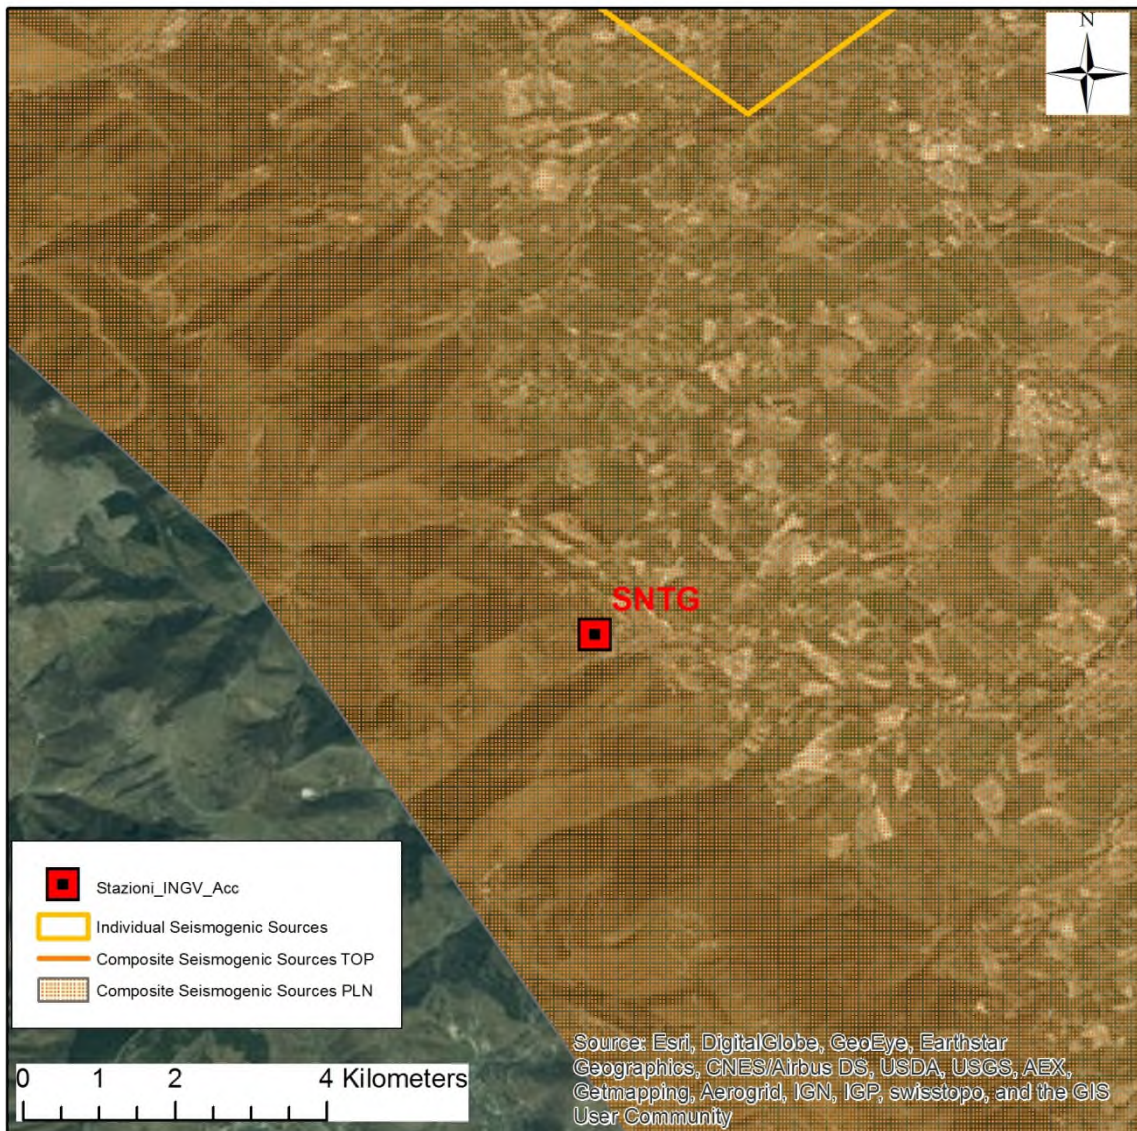 N
SNTG
Stazioni_INGV_Acc
Individual Seismogenic Sources
Composite Seismogenic Sources TOP
Composite Seismogenic Sources PLN
0 1 2 4 Kilometers
Source: Esri, DigitalGlobe, GeoEye, Earthstar
Geographics, CNES/Airbus DS, USDA, USGS, AEX,
Getmapping, Aerogrid, IGN, IGP, swisstopo, and the GIS
User Community